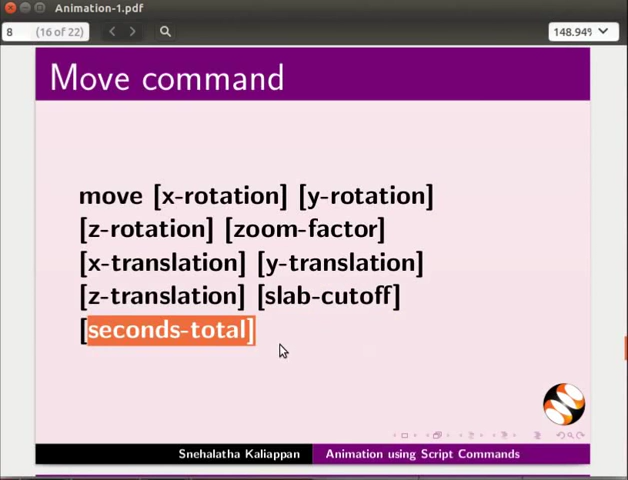 Animation-1.pdf
8 (16 of 22) 148.94%
Move command
move [x-rotation] [y-rotation]
[z-rotation] [zoom-factor]
[x-translation] [y-translation]
[z-translation] [slab-cutoff]
[seconds-total]
Snehalatha Kaliappan Animation using Script Commands